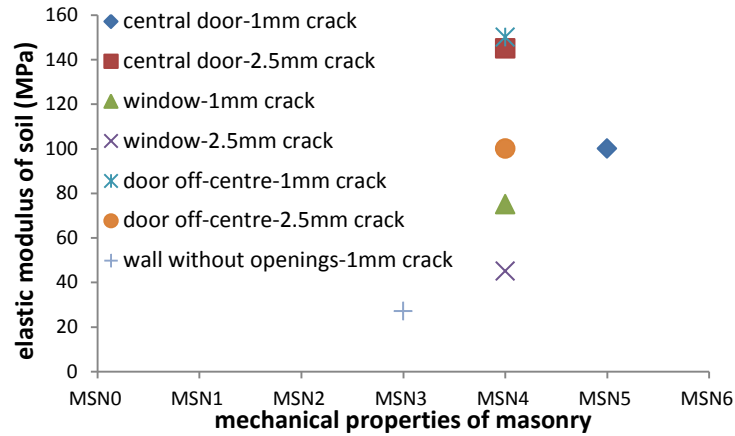 elastic modulus of soil (MPa)
160
140
120
100
80
60
40
20
0
central door-1mm crack
central door-2.5mm crack
window-1mm crack
window-2.5mm crack
door off-centre-1mm crack
door off-centre-2.5mm crack
wall without openings-1mm crack
MSN0 MSN1 MSN2 MSN3 MSN4 MSN5 MSN6
mechanical properties of masonry